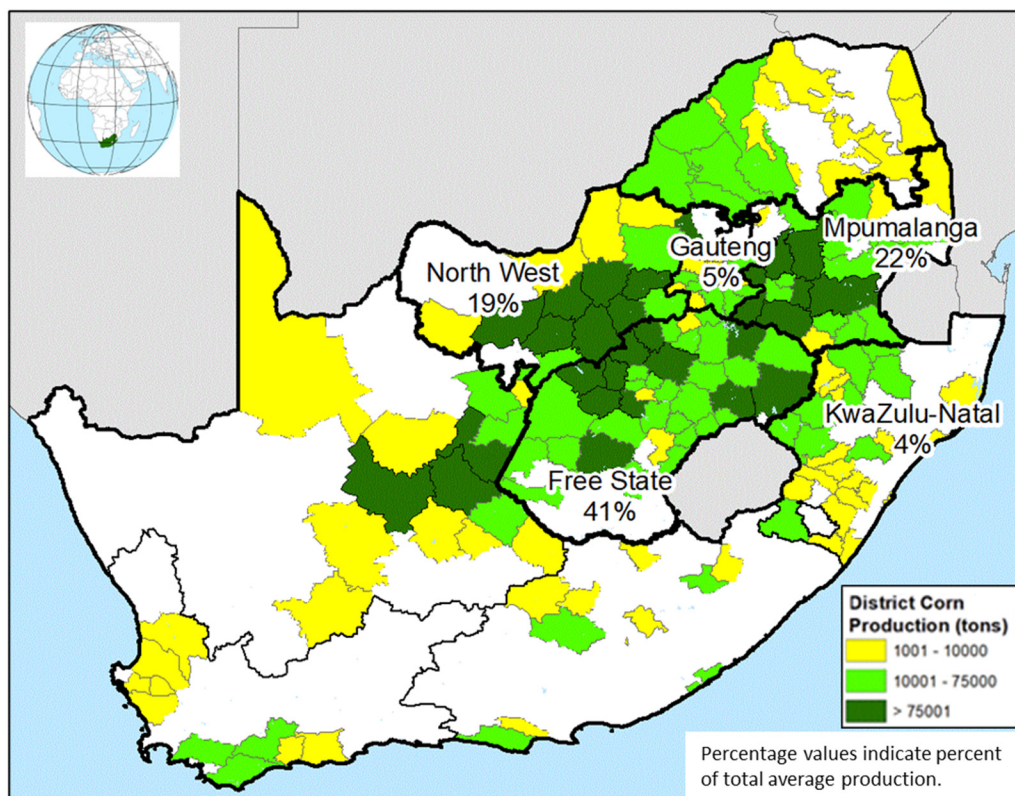 North West
19%
Gauteng
5%
Mpumalanga
22%
KwaZulu-Natal
4%
Free State
41%
District Corn
Production (tons)
1001 - 10000
10001 - 75000
> 75001
Percentage values indicate percent
of total average production.